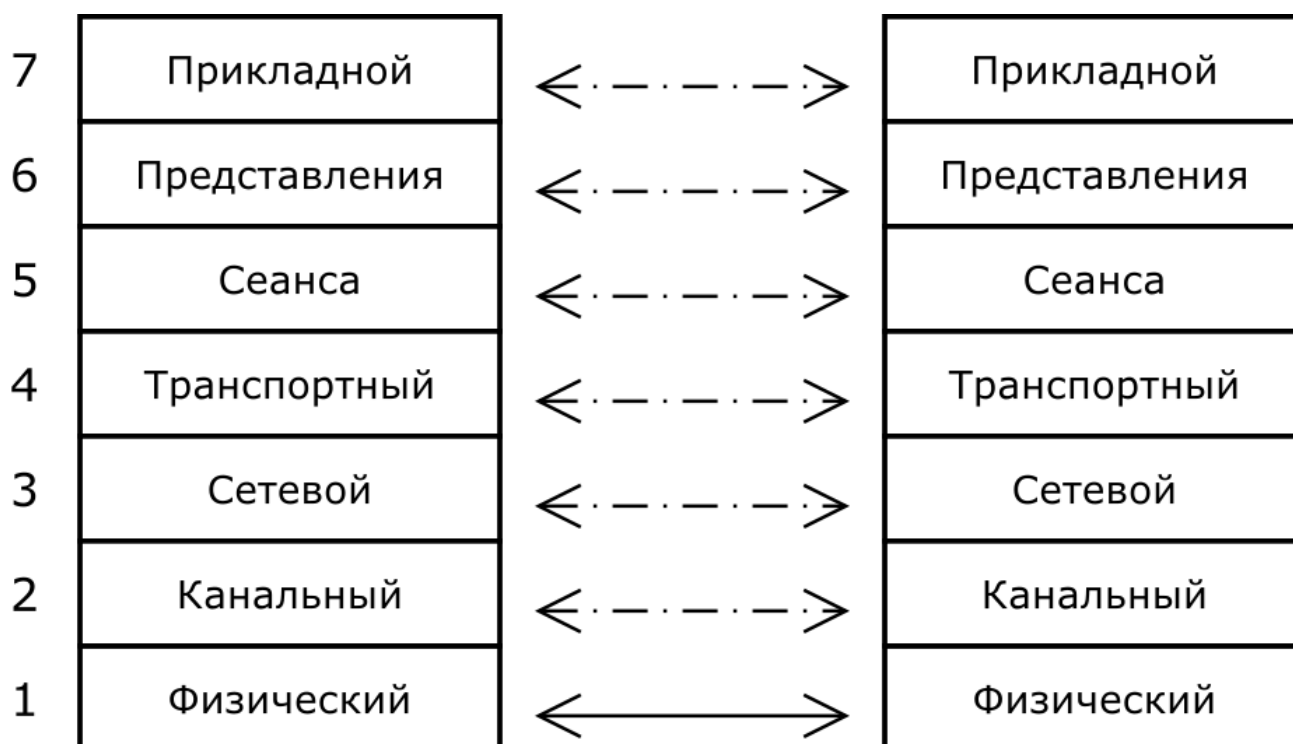 7 Прикладной Прикладной
6 Представления Представления
5 Сеанса Сеанса
4 Транспортный Транспортный
3 Сетевой Сетевой
2 Канальный Канальный
1 Физический Физический